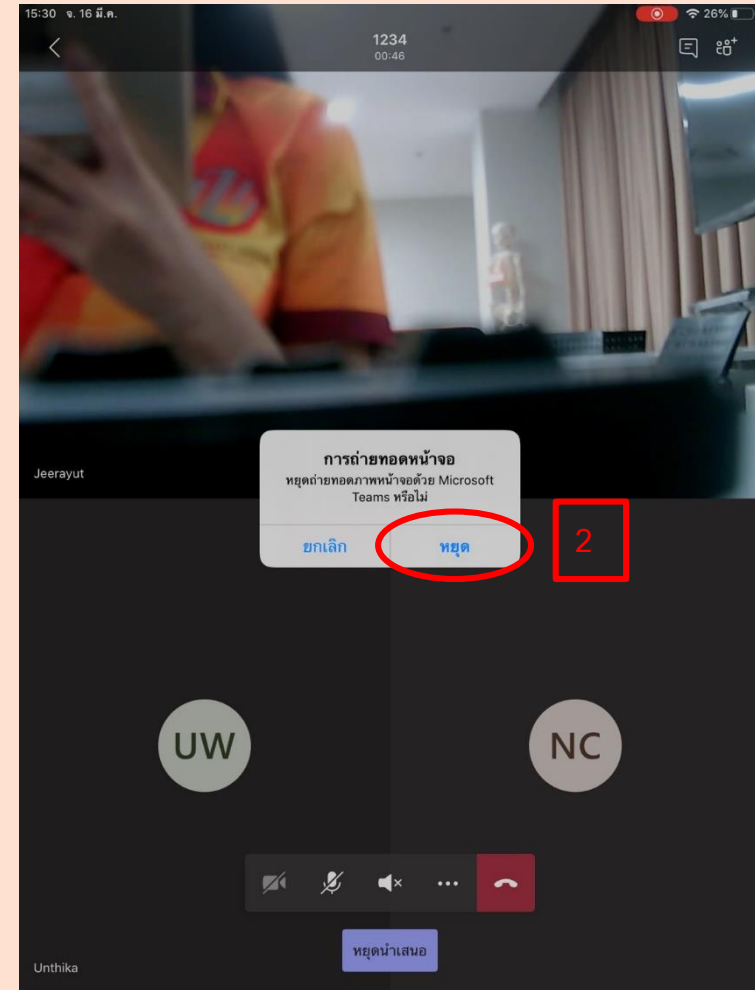 15:30 จ. 16 มี.ค.
26%
1234
00:46
Jeerayut
การถ่ายทอดหน้าจอ
หยุดถ่ายทอดภาพหน้าจอด้วย Microsoft
Teams หรือไม่
ยกเลิก
หยุด
2
UW
NC
หยุดนำเสนอ
Unthika